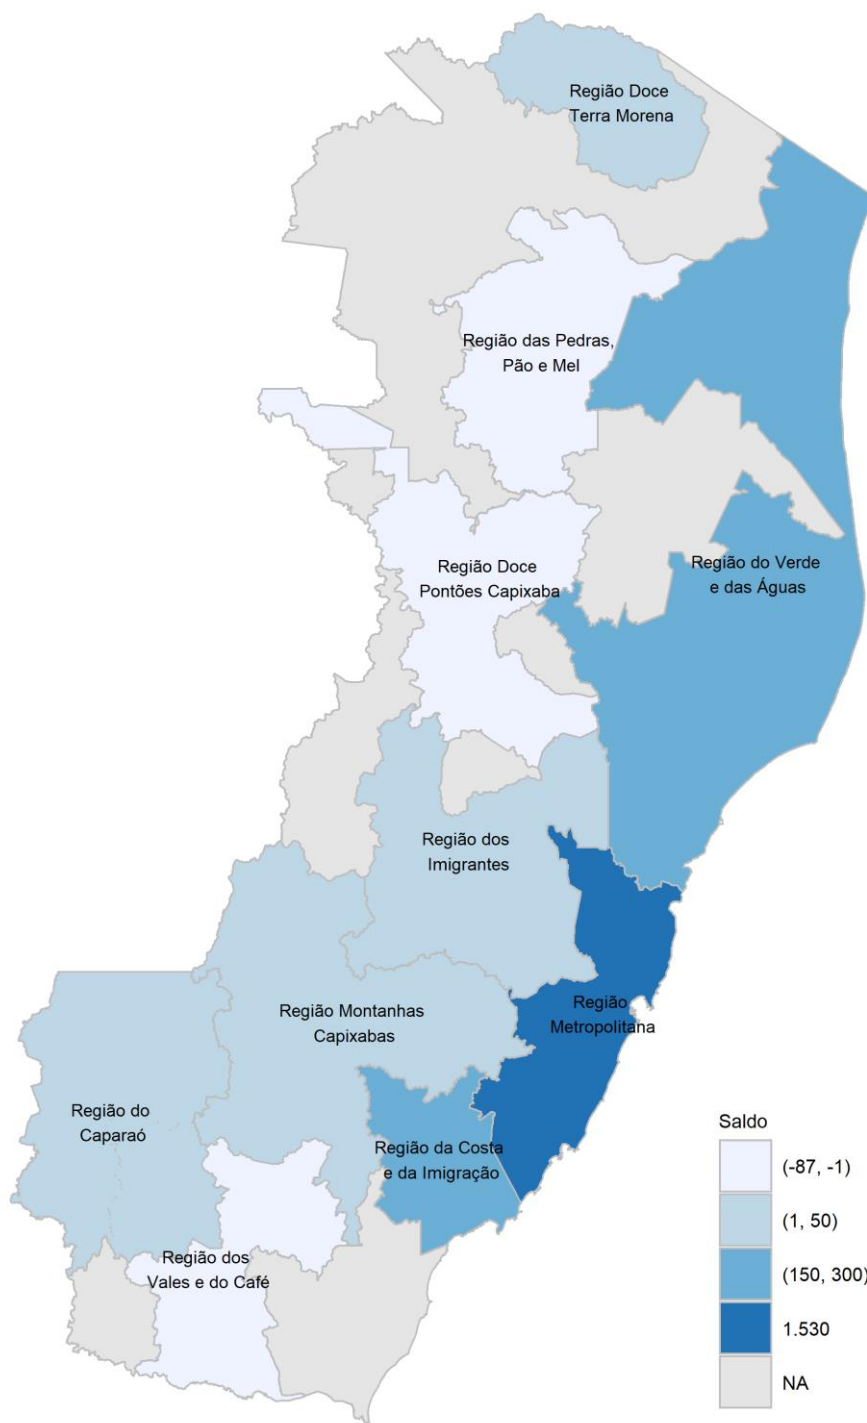 Região Doce
Terra Morena
Região das Pedras,
Pão e Mel
Região Doce
Pontões Capixaba
Região do Verde
e das Águas
Região dos
Imigrantes
Região Montanhas
Capixabas
Região
Metropolitana
Região do
Caparaó
Região da Costa
e da Imigração
Região dos
Vales e do Café
Saldo
(-87, -1)
(1, 50)
(150, 300)
1.530
NA